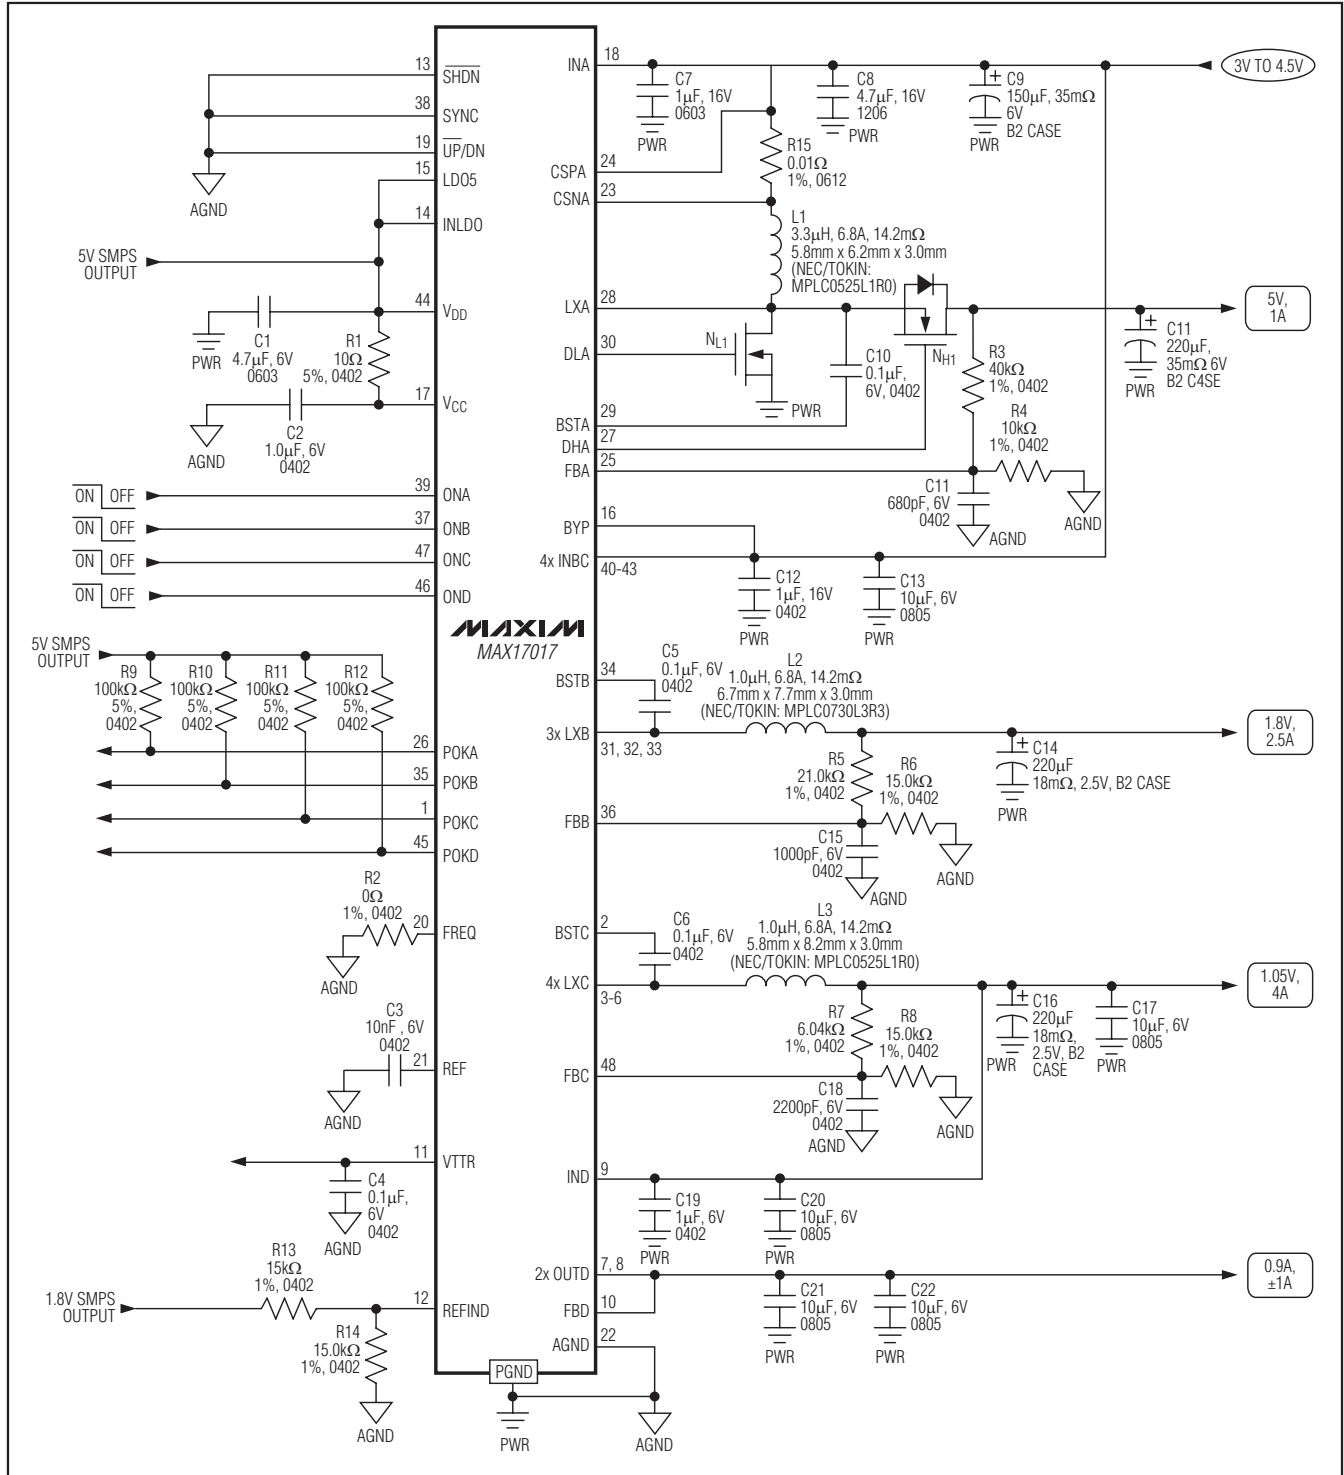 13
SHDN
38
SYNC
19
UP/DN
15
LDO5
AGND
14
INLDO
5V SMPS
OUTPUT
44
VDD
PWR
C1
4.7µF, 6V
0603
R1
10Ω
5%, 0402
17
VCC
AGND
C2
1.0µF, 6V
0402
ON OFF
39
ONA
ON OFF
37
ONB
ON OFF
47
ONC
ON OFF
46
OND
MAXIM
MAX17017
5V SMPS
OUTPUT
R9
100kΩ
5%,
0402
R10
100kΩ
5%,
0402
R11
100kΩ
5%,
0402
R12
100kΩ
5%,
0402
26
POKA
35
POKB
1
POKC
45
POKD
R2
0Ω
1%, 0402
20
FREQ
AGND
C3
10nF , 6V
0402
21
REF
AGND
11
VTTR
C4
0.1µF,
6V
0402
AGND
R13
15kΩ
1%, 0402
1.8V SMPS
OUTPUT
12
REFIND
R14
15.0kΩ
1%, 0402
AGND
PGND
PWR
AGND
INA
18
3V TO 4.5V
C7
1µF, 16V
0603
PWR
C8
4.7µF, 16V
1206
PWR
+
C9
150µF, 35mΩ
6V
B2 CASE
PWR
R15
0.01Ω
1%, 0612
CSPA
24
CSNA
23
L1
3.3µH, 6.8A, 14.2mΩ
5.8mm x 6.2mm x 3.0mm
(NEC/TOKIN:
MPLC0525L1R0)
LXA
28
5V,
1A
DLA
30
NL1
PWR
C10
0.1µF,
6V, 0402
NH1
R3
40kΩ
1%, 0402
+
C11
220µF,
35mΩ 6V
B2 C4SE
PWR
R4
10kΩ
1%, 0402
BSTA
29
DHA
27
FBA
25
C11
680pF, 6V
0402
AGND
AGND
BYP
16
4x INBC
40-43
C12
1µF, 16V
0402
PWR
C13
10µF, 6V
0805
PWR
BSTB
34
C5
0.1µF, 6V
0402
L2
1.0µH, 6.8A, 14.2mΩ
6.7mm x 7.7mm x 3.0mm
(NEC/TOKIN: MPLC0730L3R3)
3x LXB
31, 32, 33
1.8V,
2.5A
R5
21.0kΩ
1%, 0402
R6
15.0kΩ
1%, 0402
+
C14
220µF
18mΩ, 2.5V, B2 CASE
PWR
FBB
36
C15
1000pF, 6V
0402
AGND
AGND
BSTC
2
C6
0.1µF, 6V
0402
L3
1.0µH, 6.8A, 14.2mΩ
5.8mm x 8.2mm x 3.0mm
(NEC/TOKIN: MPLC0525L1R0)
4x LXC
3-6
1.05V,
4A
R7
6.04kΩ
1%, 0402
R8
15.0kΩ
1%, 0402
+
C16
220µF
18mΩ,
2.5V, B2
CASE
PWR
C17
10µF, 6V
0805
PWR
FBC
48
C18
2200pF, 6V
0402
AGND
AGND
IND
9
C19
1µF, 6V
0402
PWR
C20
10µF, 6V
0805
PWR
2x OUTD
7, 8
0.9A,
±1A
FBD
10
C21
10µF, 6V
0805
PWR
C22
10µF, 6V
0805
PWR
AGND
22